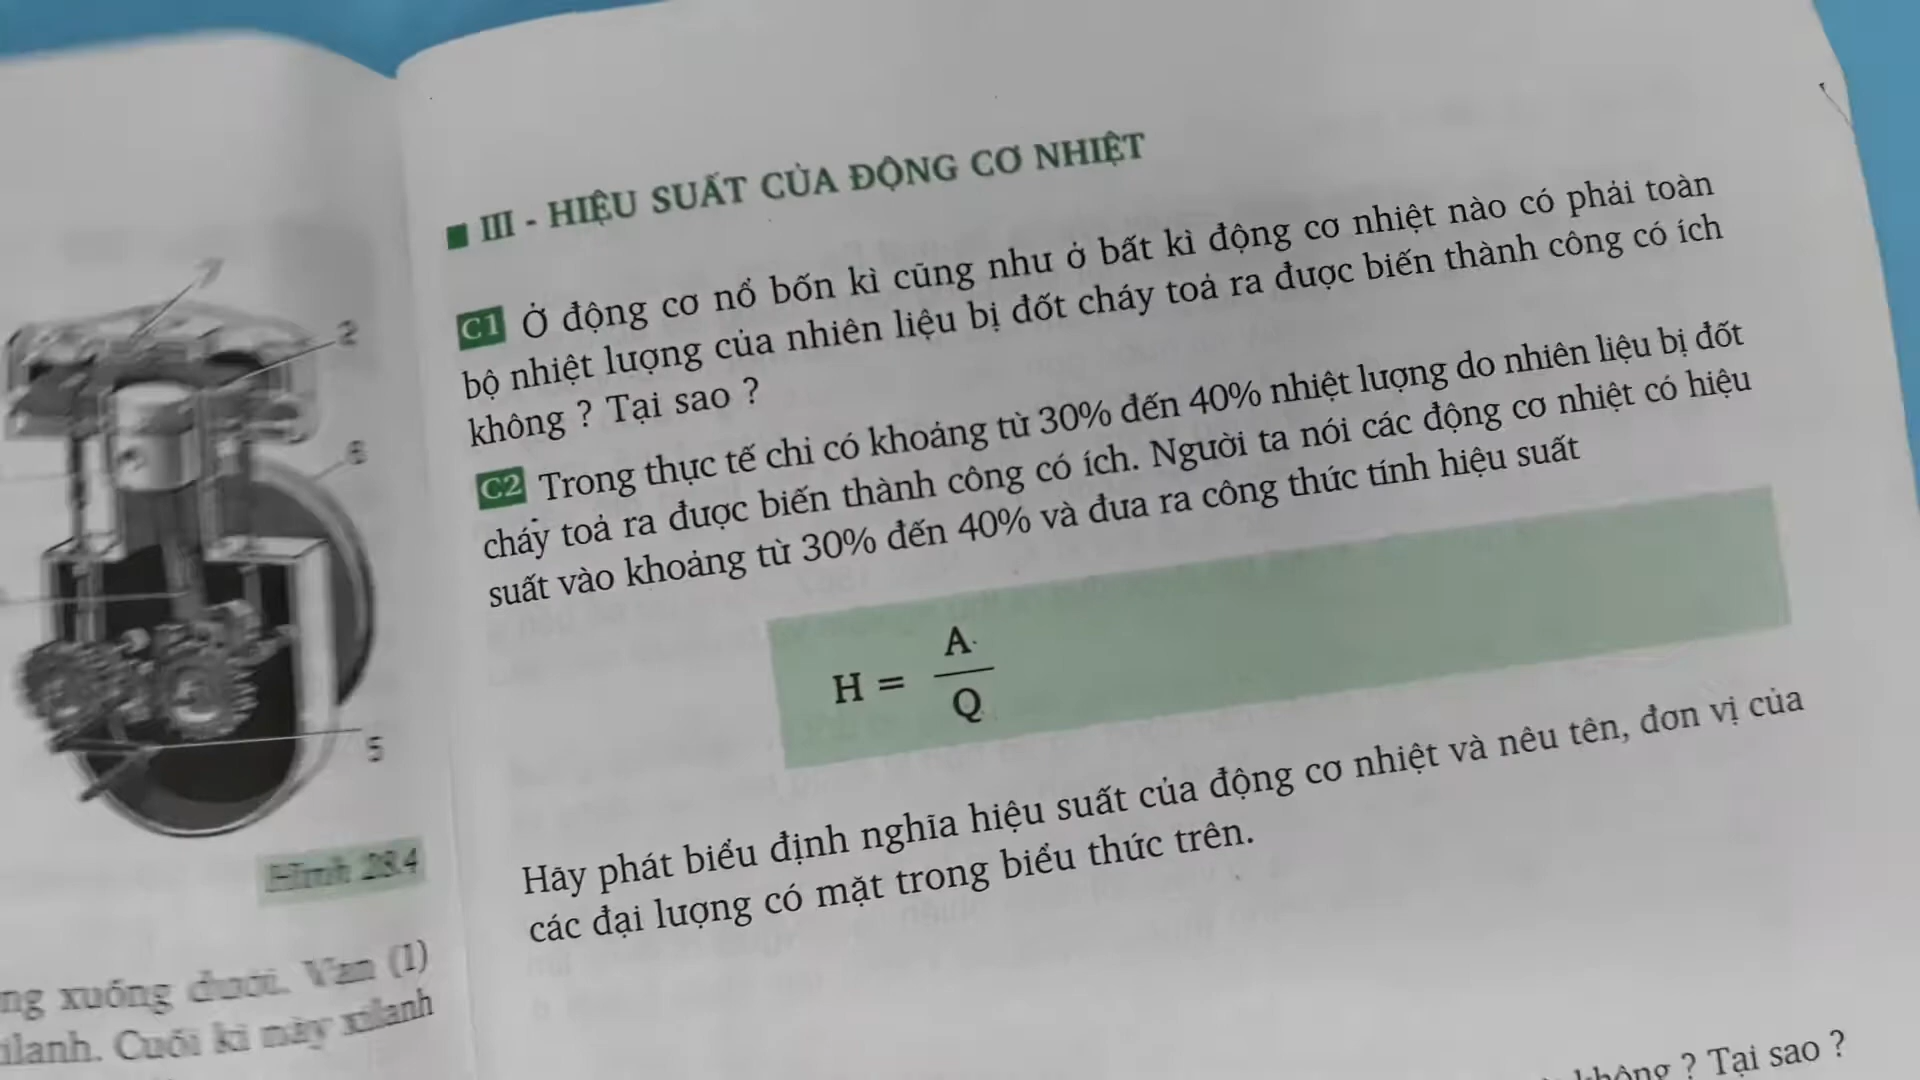 7
2
6
5
Hình 28.4
ng xuống dưới. Van (1)
ilanh. Cuối kì này xilanh
■ III - HIỆU SUẤT CỦA ĐỘNG CƠ NHIỆT
C1 Ở động cơ nổ bốn kì cũng như ở bất kì động cơ nhiệt nào có phải toàn
bộ nhiệt lượng của nhiên liệu bị đốt cháy toả ra được biến thành công có ích
không ? Tại sao ?
C2 Trong thực tế chỉ có khoảng từ 30% đến 40% nhiệt lượng do nhiên liệu bị đốt
cháy toả ra được biến thành công có ích. Người ta nói các động cơ nhiệt có hiệu
suất vào khoảng từ 30% đến 40% và đưa ra công thức tính hiệu suất
H = A
Q
Hãy phát biểu định nghĩa hiệu suất của động cơ nhiệt và nêu tên, đơn vị của
các đại lượng có mặt trong biểu thức trên.
không ? Tại sao ?